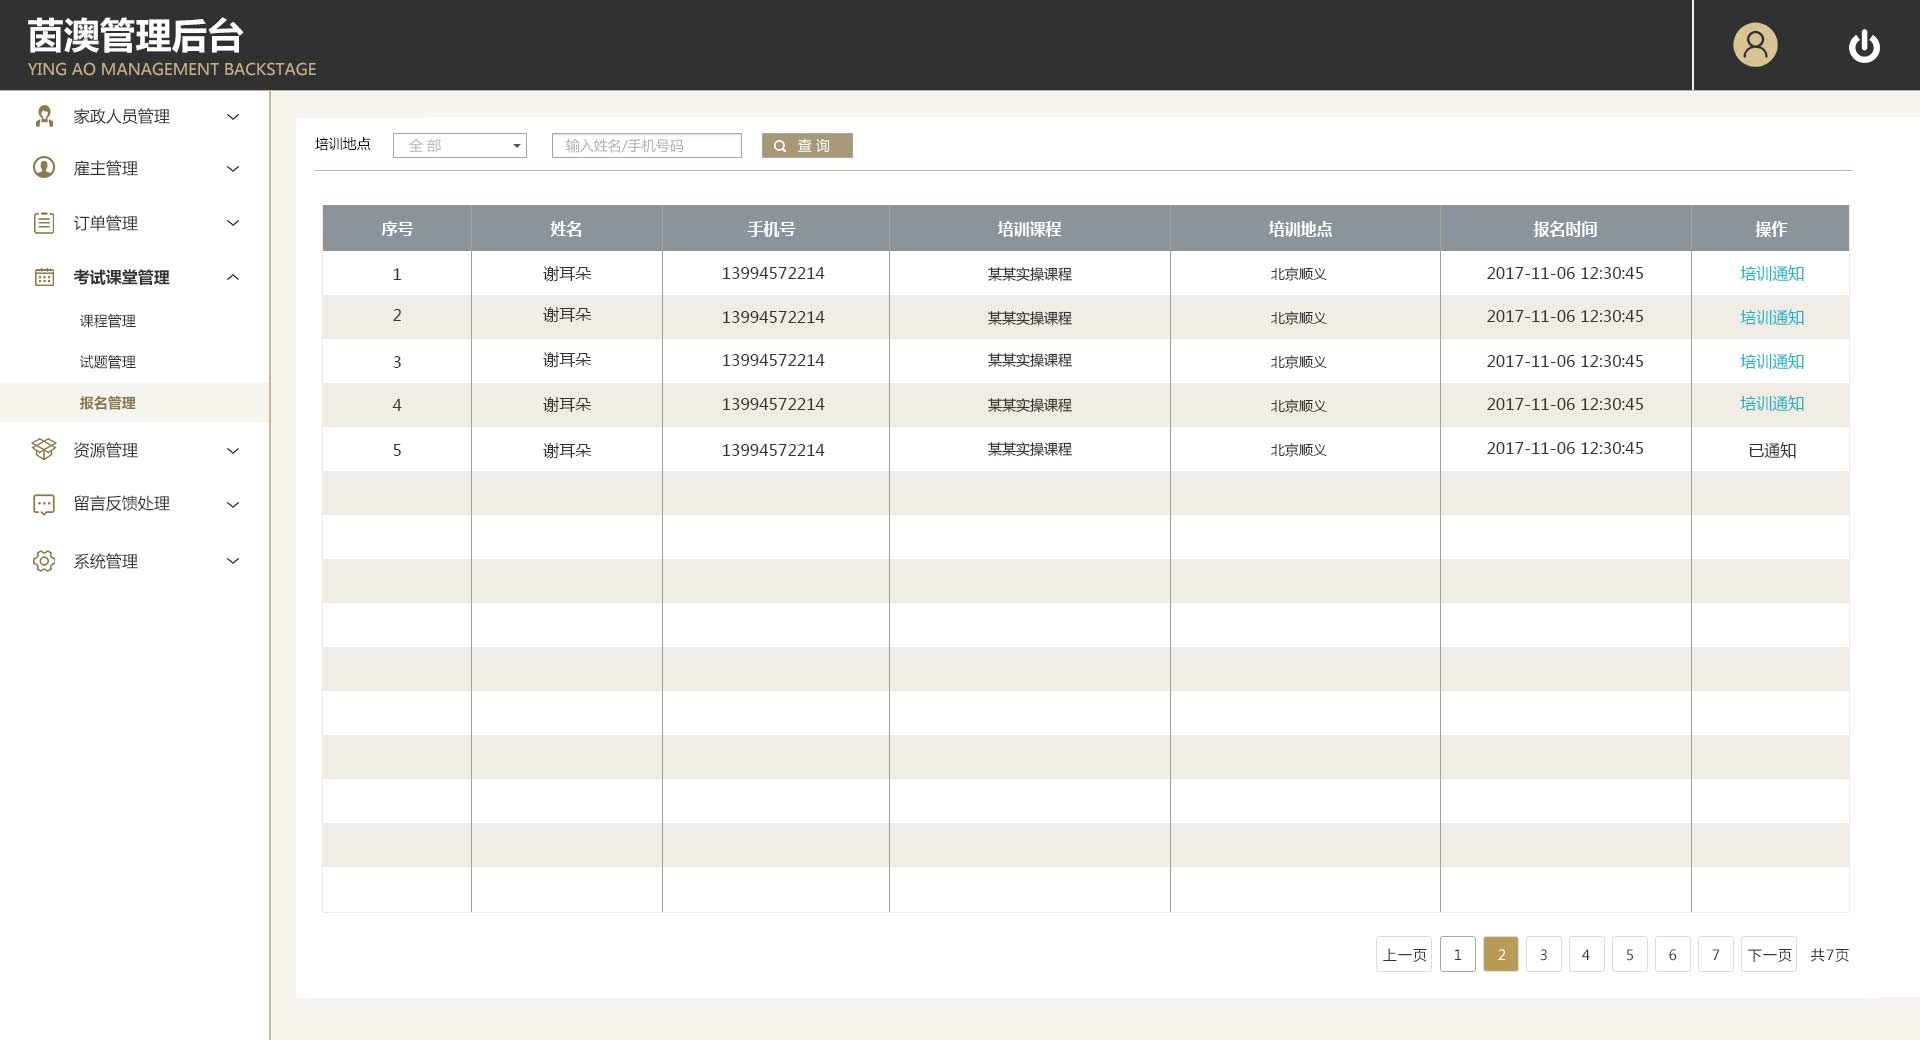 茵澳管理后台
YING AO MANAGEMENT BACKSTAGE
家政人员管理
雇主管理
订单管理
考试课堂管理
课程管理
试题管理
报名管理
资源管理
留言反馈处理
系统管理
培训地点 全 部 输入姓名/手机号码 查 询
序号 姓名 手机号 培训课程 培训地点 报名时间 操作
1 谢耳朵 13994572214 某某实操课程 北京顺义 2017-11-06 12:30:45 培训通知
2 谢耳朵 13994572214 某某实操课程 北京顺义 2017-11-06 12:30:45 培训通知
3 谢耳朵 13994572214 某某实操课程 北京顺义 2017-11-06 12:30:45 培训通知
4 谢耳朵 13994572214 某某实操课程 北京顺义 2017-11-06 12:30:45 培训通知
5 谢耳朵 13994572214 某某实操课程 北京顺义 2017-11-06 12:30:45 已通知
上一页 1 2 3 4 5 6 7 下一页 共7页